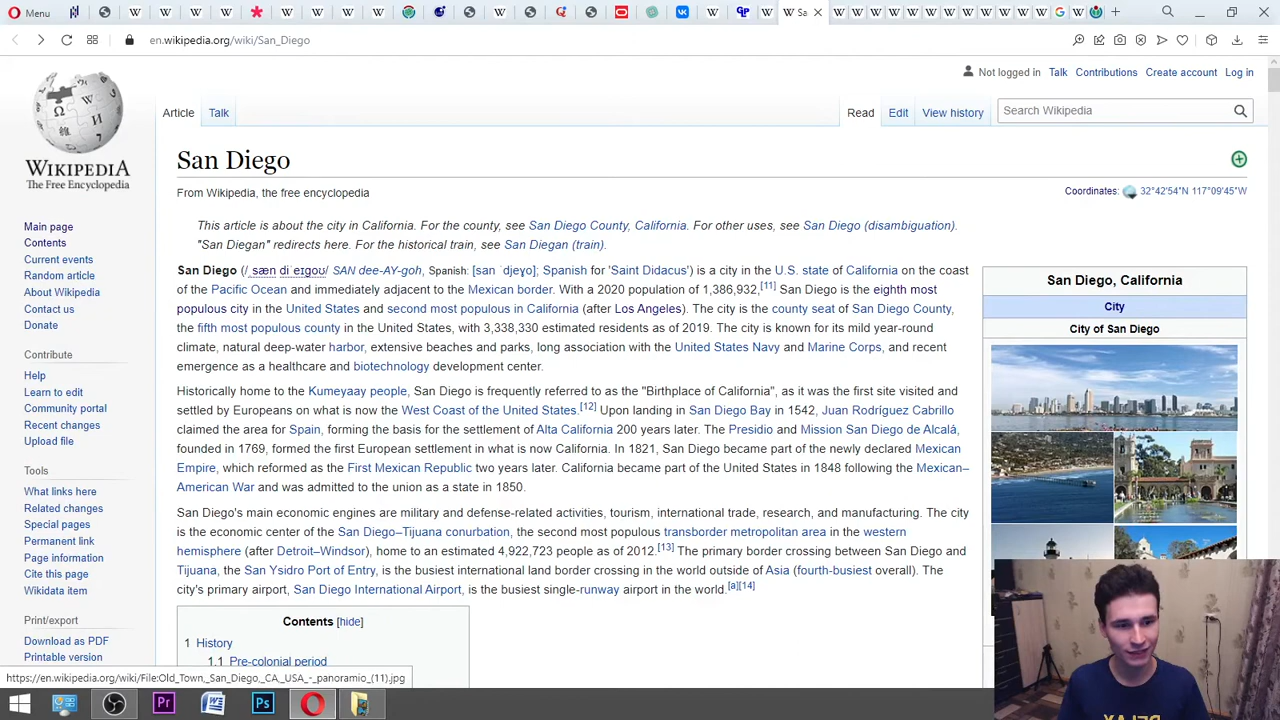 Menu
Sa
en.wikipedia.org/wiki/San_Diego
Not logged in Talk Contributions Create account Log in
Article Talk
Read Edit View history
Search Wikipedia
WIKIPEDIA
The Free Encyclopedia
San Diego
From Wikipedia, the free encyclopedia
Coordinates: 32°42′54″N 117°09′45″W
Main page
Contents
Current events
Random article
About Wikipedia
Contact us
Donate
Contribute
Help
Learn to edit
Community portal
Recent changes
Upload file
Tools
What links here
Related changes
Special pages
Permanent link
Page information
Cite this page
Wikidata item
Print/export
Download as PDF
Printable version
This article is about the city in California. For the county, see San Diego County, California. For other uses, see San Diego (disambiguation).
"San Diegan" redirects here. For the historical train, see San Diegan (train).
San Diego (/ˌsæn diˈeɪɡoʊ/ SAN dee-AY-goh, Spanish: [san ˈdjeɣo]; Spanish for 'Saint Didacus') is a city in the U.S. state of California on the coast
of the Pacific Ocean and immediately adjacent to the Mexican border. With a 2020 population of 1,386,932,[11] San Diego is the eighth most
populous city in the United States and second most populous in California (after Los Angeles). The city is the county seat of San Diego County,
the fifth most populous county in the United States, with 3,338,330 estimated residents as of 2019. The city is known for its mild year-round
climate, natural deep-water harbor, extensive beaches and parks, long association with the United States Navy and Marine Corps, and recent
emergence as a healthcare and biotechnology development center.
Historically home to the Kumeyaay people, San Diego is frequently referred to as the "Birthplace of California", as it was the first site visited and
settled by Europeans on what is now the West Coast of the United States.[12] Upon landing in San Diego Bay in 1542, Juan Rodríguez Cabrillo
claimed the area for Spain, forming the basis for the settlement of Alta California 200 years later. The Presidio and Mission San Diego de Alcalá,
founded in 1769, formed the first European settlement in what is now California. In 1821, San Diego became part of the newly declared Mexican
Empire, which reformed as the First Mexican Republic two years later. California became part of the United States in 1848 following the Mexican–
American War and was admitted to the union as a state in 1850.
San Diego's main economic engines are military and defense-related activities, tourism, international trade, research, and manufacturing. The city
is the economic center of the San Diego–Tijuana conurbation, the second most populous transborder metropolitan area in the western
hemisphere (after Detroit–Windsor), home to an estimated 4,922,723 people as of 2012.[13] The primary border crossing between San Diego and
Tijuana, the San Ysidro Port of Entry, is the busiest international land border crossing in the world outside of Asia (fourth-busiest overall). The
city's primary airport, San Diego International Airport, is the busiest single-runway airport in the world.[a][14]
Contents [hide]
1 History
1.1 Pre-colonial period
San Diego, California
City
City of San Diego
https://en.wikipedia.org/wiki/File:Old_Town,_San_Diego,_CA,_USA_-_panoramio_(11).jpg
Pr
Ps